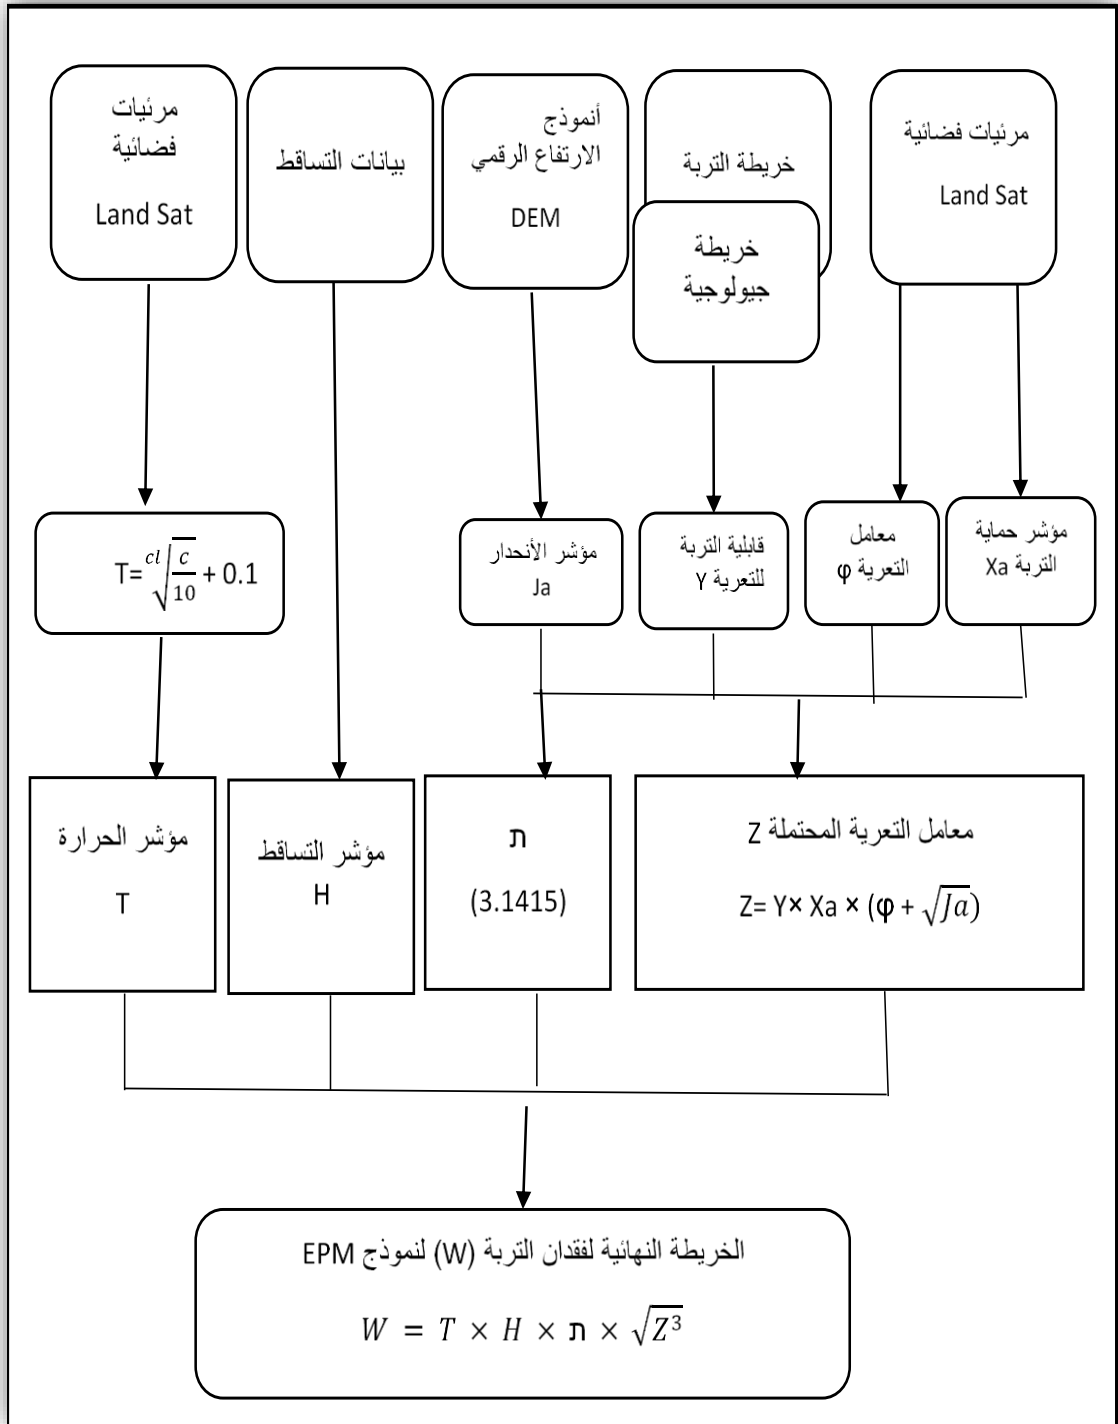 مرئيات فضائية
Land Sat
خريطة التربة
خريطة
جيولوجية
أنموذج
الارتفاع الرقمي
DEM
بيانات التساقط
مرئيات
فضائية
Land Sat
مؤشر حماية
التربة Xa
معامل
التعرية φ
قابلية التربة
للتعرية Y
مؤشر الأنحدار
Ja
T=\sqrt[cl]{\frac{c}{10}} + 0.1
معامل التعرية المحتملة Z
Z= Y× Xa × (φ + √Ja)
ת
(3.1415)
مؤشر التساقط
H
مؤشر الحرارة
T
الخريطة النهائية لفقدان التربة (W) لنموذج EPM
W = T × H × ת × √Z³